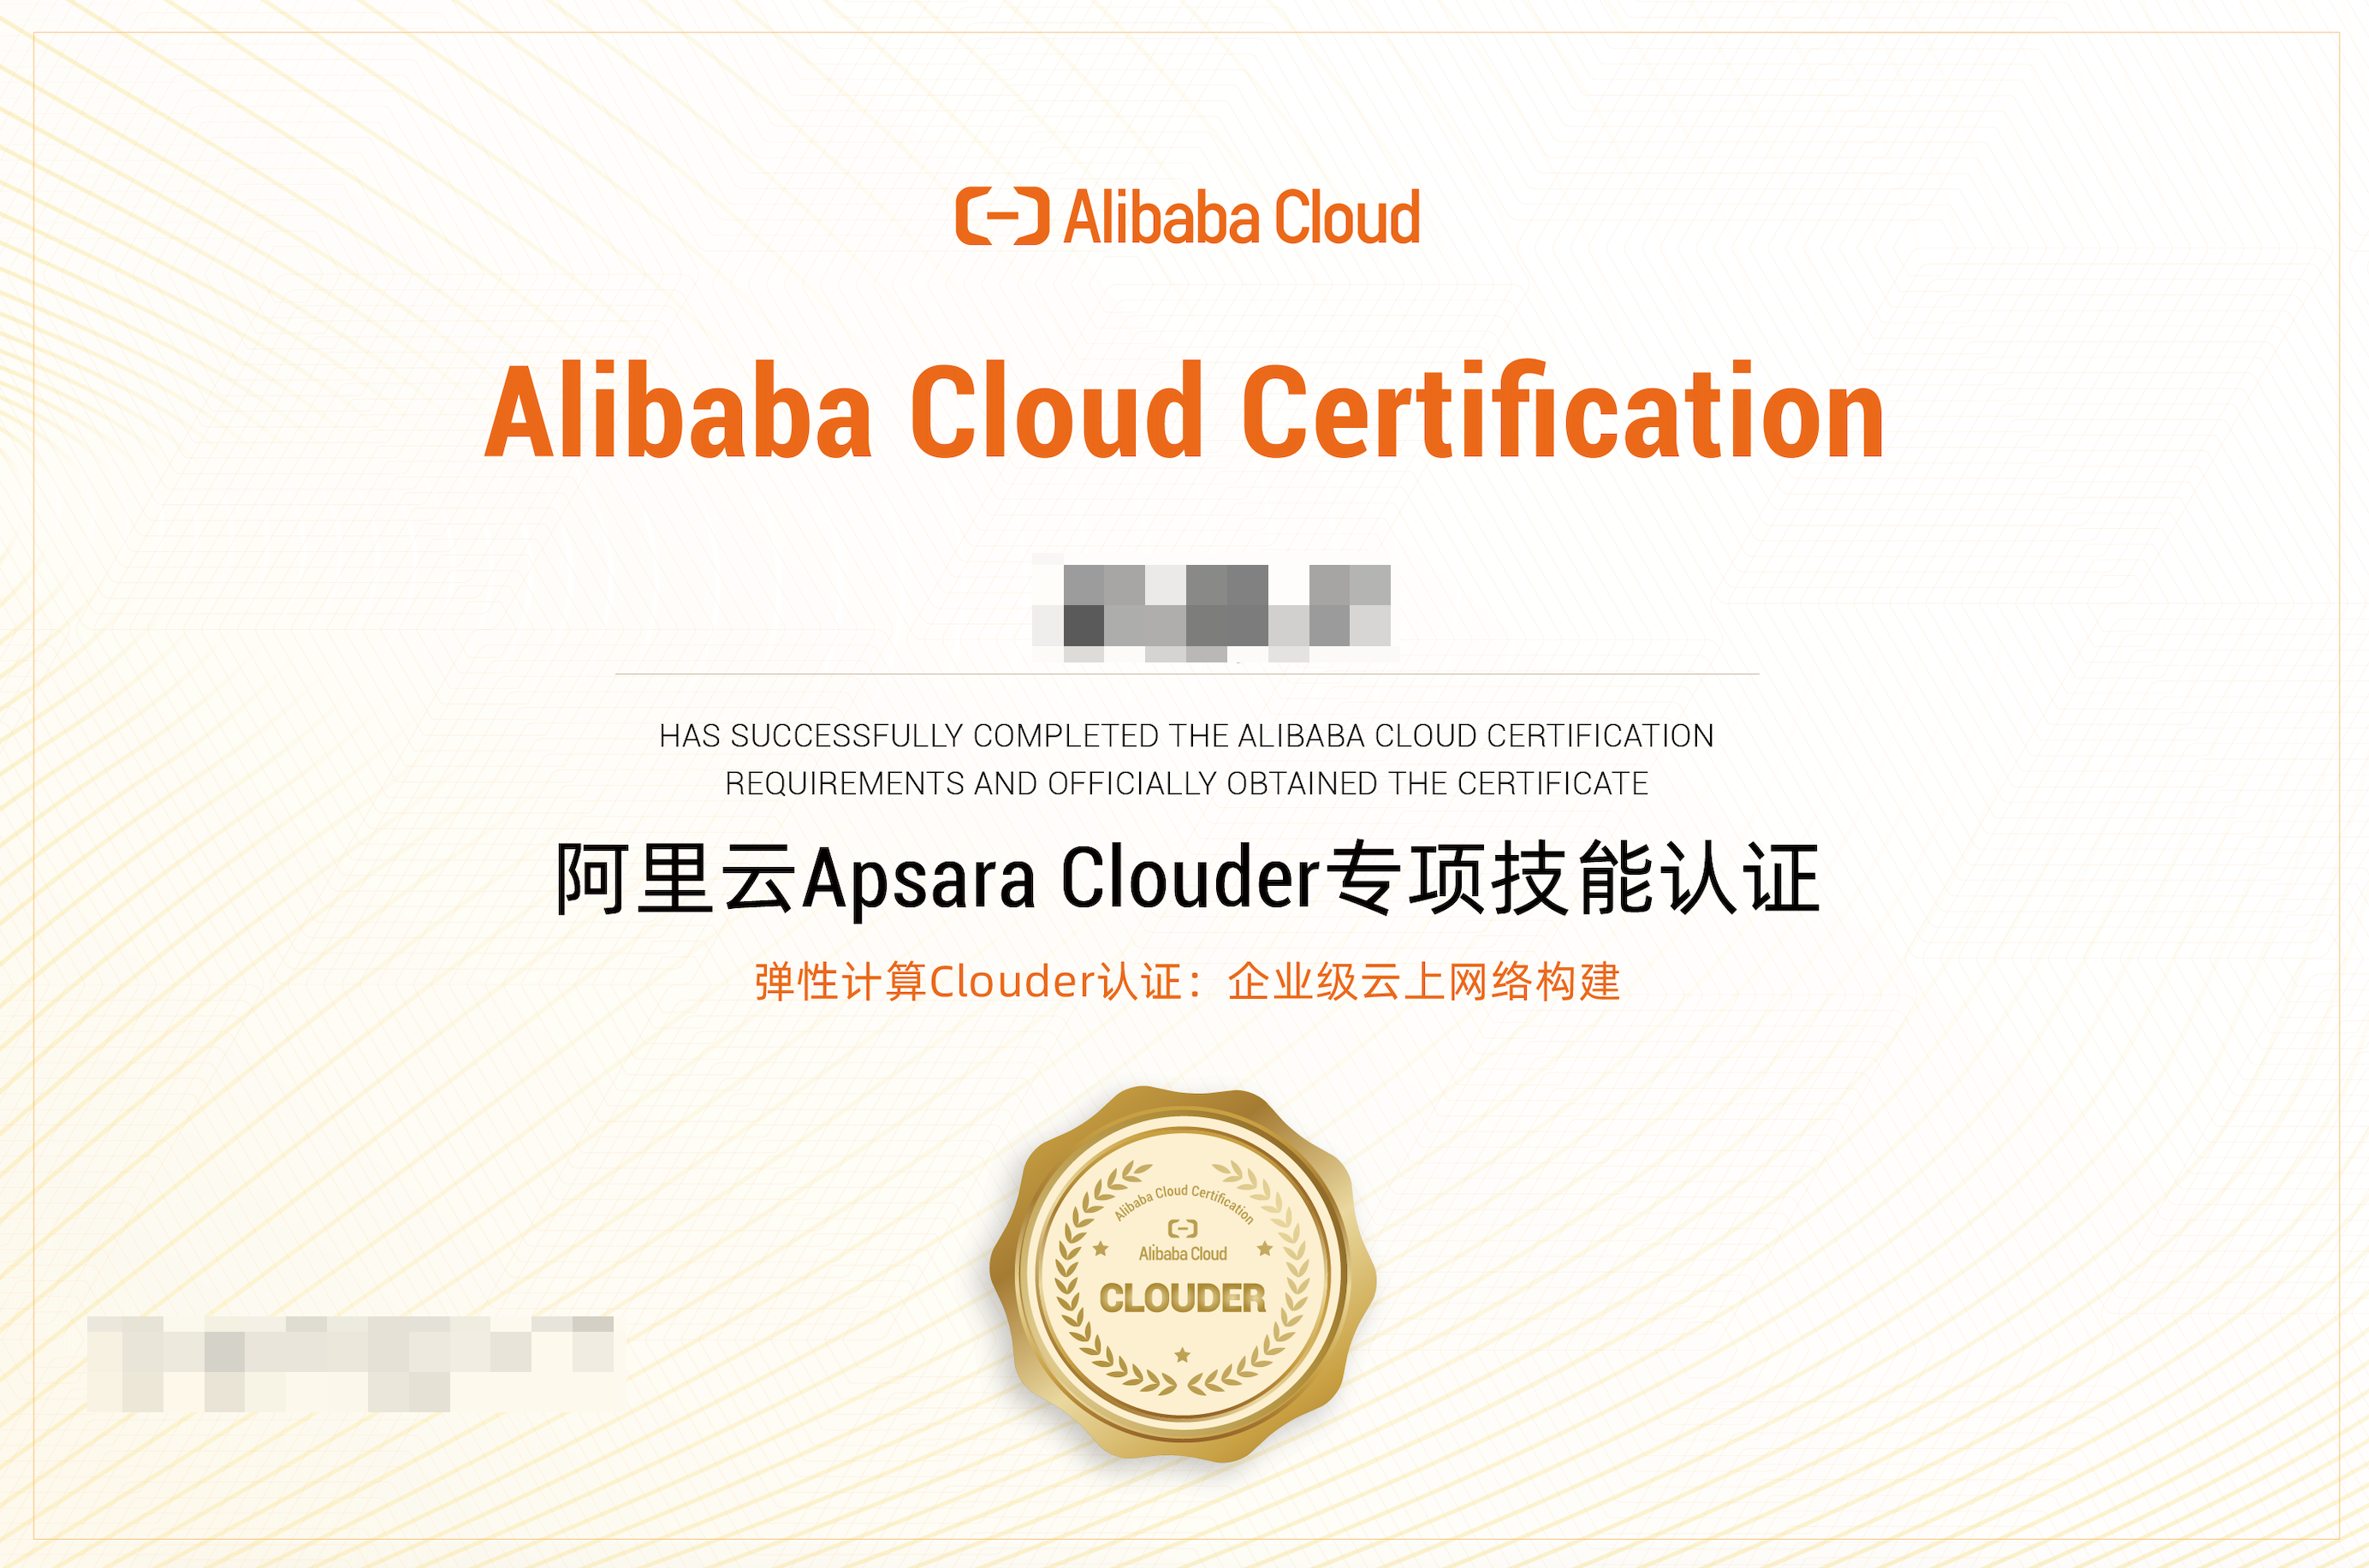 Alibaba Cloud
Alibaba Cloud Certification
HAS SUCCESSFULLY COMPLETED THE ALIBABA CLOUD CERTIFICATION
REQUIREMENTS AND OFFICIALLY OBTAINED THE CERTIFICATE
阿里云Apsara Clouder专项技能认证
弹性计算Clouder认证：企业级云上网络构建
Alibaba Cloud Certification
Alibaba Cloud
CLOUDER